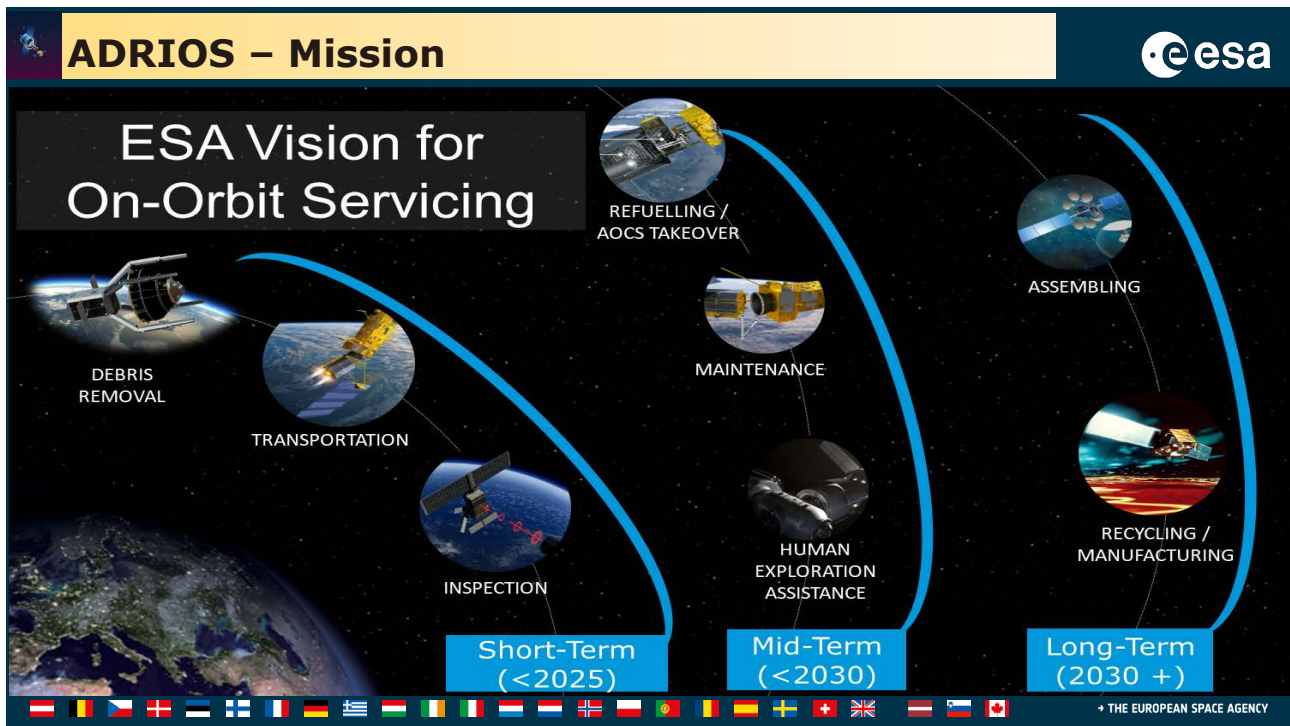 ADRIOS – Mission
esa
ESA Vision for
On-Orbit Servicing
DEBRIS
REMOVAL
TRANSPORTATION
INSPECTION
Short-Term
(<2025)
REFUELLING /
AOCS TAKEOVER
MAINTENANCE
HUMAN
EXPLORATION
ASSISTANCE
Mid-Term
(<2030)
ASSEMBLING
RECYCLING /
MANUFACTURING
Long-Term
(2030 +)
→ THE EUROPEAN SPACE AGENCY